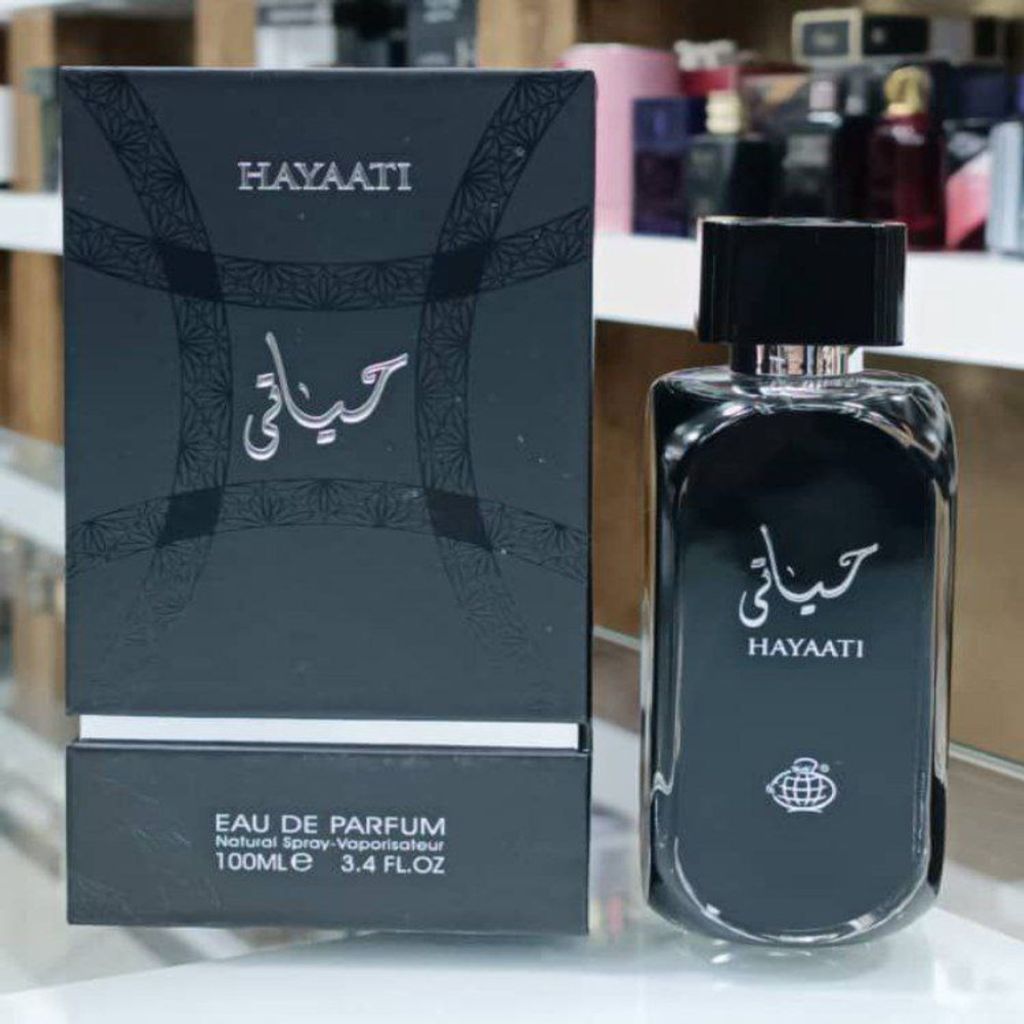 HAYAATI
حياتي
EAU DE PARFUM
Natural Spray-Vaporisateur
100ML℮ 3.4 FL.OZ
حياتي
HAYAATI
®